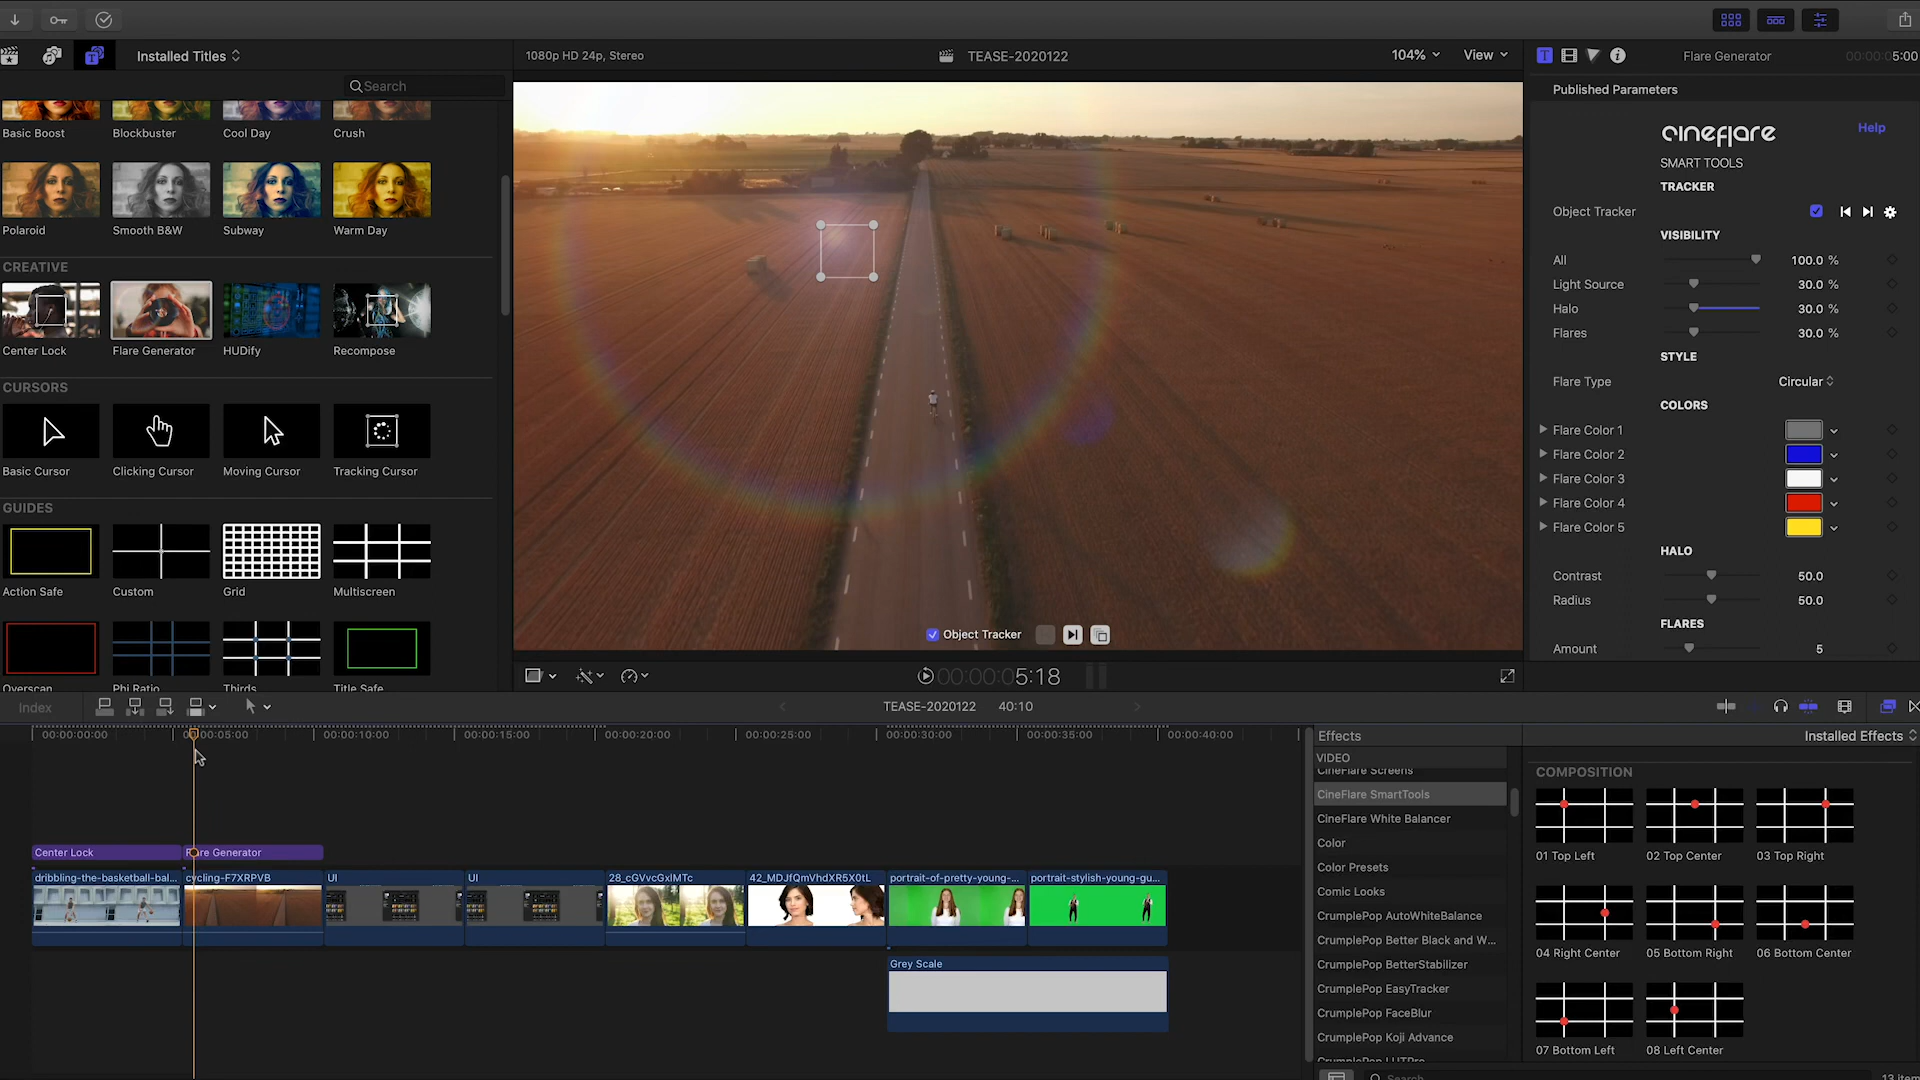 Installed Titles
1080p HD 24p, Stereo
TEASE-2020122
104%
View
Flare Generator
00:00:05:00
Search
Published Parameters
Basic Boost
Blockbuster
Cool Day
Crush
cineflare
Help
SMART TOOLS
TRACKER
Object Tracker
Polaroid
Smooth B&W
Subway
Warm Day
VISIBILITY
All
100.0 %
CREATIVE
Light Source
30.0 %
Halo
30.0 %
Flares
30.0 %
Center Lock
Flare Generator
HUDify
Recompose
STYLE
Flare Type
Circular
CURSORS
COLORS
Flare Color 1
Flare Color 2
Basic Cursor
Clicking Cursor
Moving Cursor
Tracking Cursor
Flare Color 3
GUIDES
Flare Color 4
Flare Color 5
HALO
Contrast
50.0
Action Safe
Custom
Grid
Multiscreen
Radius
50.0
FLARES
Object Tracker
Amount
5
Overscan
Phi Ratio
Thirds
Title Safe
00:00:05:18
Index
TEASE-2020122
40:10
00:00:00:00
00:00:05:00
00:00:10:00
00:00:15:00
00:00:20:00
00:00:25:00
00:00:30:00
00:00:35:00
00:00:40:00
Effects
Installed Effects
VIDEO
CineFlare Screens
CineFlare SmartTools
CineFlare White Balancer
Color
Color Presets
Comic Looks
CrumplePop AutoWhiteBalance
CrumplePop Better Black and W...
CrumplePop BetterStabilizer
CrumplePop EasyTracker
CrumplePop FaceBlur
CrumplePop Koji Advance
COMPOSITION
01 Top Left
02 Top Center
03 Top Right
04 Right Center
05 Bottom Right
06 Bottom Center
07 Bottom Left
08 Left Center
Center Lock
Flare Generator
dribbling-the-basketball-bal...
cycling-F7XRPVB
UI
UI
28_cGVvcGxlMTc
42_MDJfQmVhdXR5X0tL
portrait-of-pretty-young-...
portrait-stylish-young-gu...
Grey Scale
Search